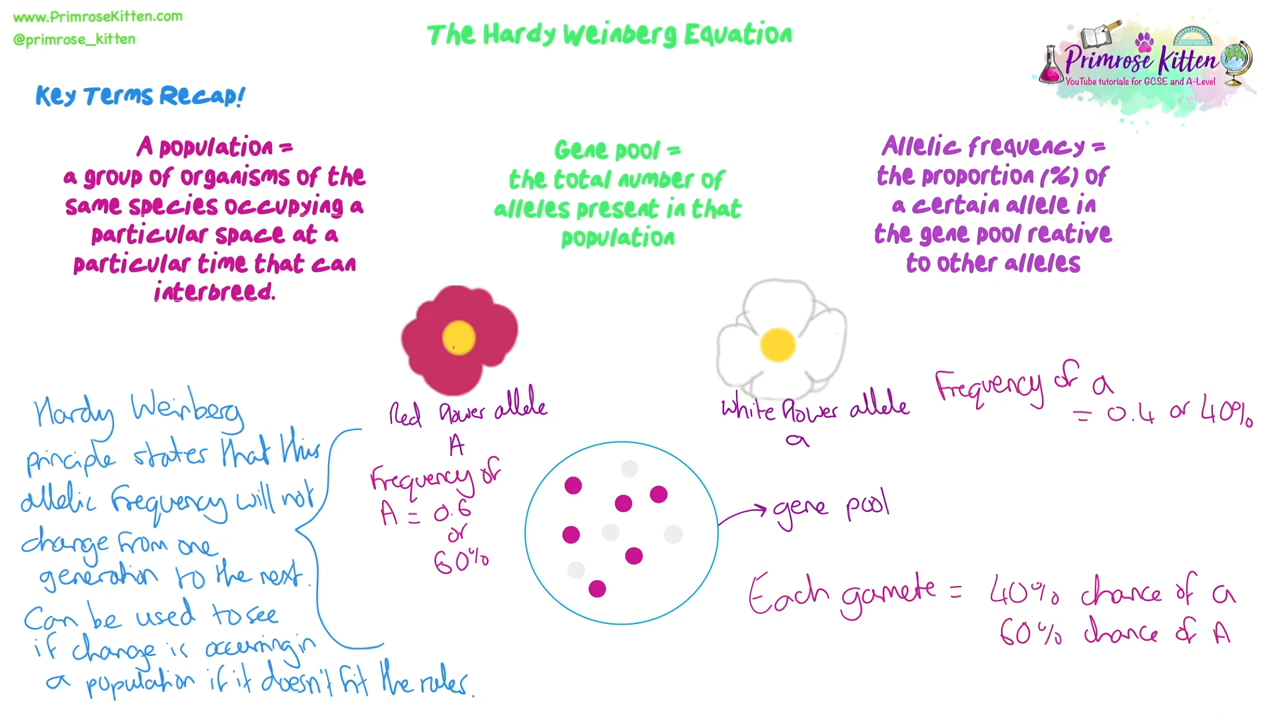 www.PrimroseKitten.com
@primrose_kitten
The Hardy Weinberg Equation
Primrose Kitten
YouTube tutorials for GCSE and A-Level
Key Terms Recap!
A population =
a group of organisms of the
same species occupying a
particular space at a
particular time that can
interbreed.
Gene pool =
the total number of
alleles present in that
population
Allelic frequency =
the proportion (%) of
a certain allele in
the gene pool reative
to other alleles
Hardy Weinberg
principle states that this
allelic frequency will not
change from one
generation to the next.
Can be used to see
if change is occurring in
a population if it doesn't fit the rules.
Red flower allele
A
Frequency of
A = 0.6
or
60%
White flower allele
a
Frequency of a
= 0.4 or 40%
gene pool
Each gamete = 40% chance of a
60% chance of A